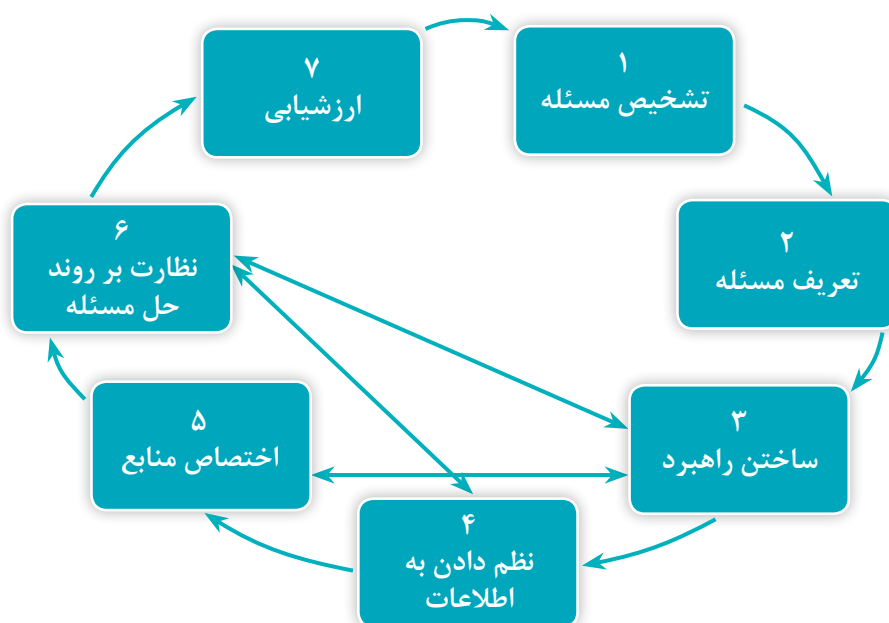 ۱
تشخیص مسئله
۲
تعریف مسئله
۳
ساختن راهبرد
۴
نظم دادن به
اطلاعات
۵
اختصاص منابع
۶
نظارت بر روند
حل مسئله
۷
ارزشیابی